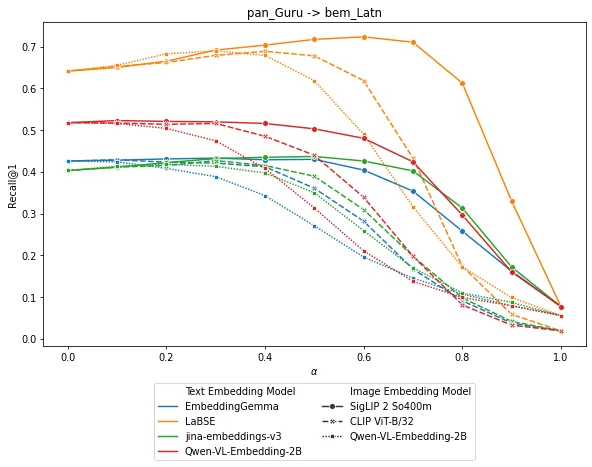 pan_Guru -> bem_Latn
0.7
0.6
0.5
0.4
0.3
0.2
0.1
0.0
Recall@1
0.0 0.2 0.4 0.6 0.8 1.0
α
Text Embedding Model Image Embedding Model
EmbeddingGemma SigLIP 2 So400m
LaBSE CLIP ViT-B/32
jina-embeddings-v3 Qwen-VL-Embedding-2B
Qwen-VL-Embedding-2B